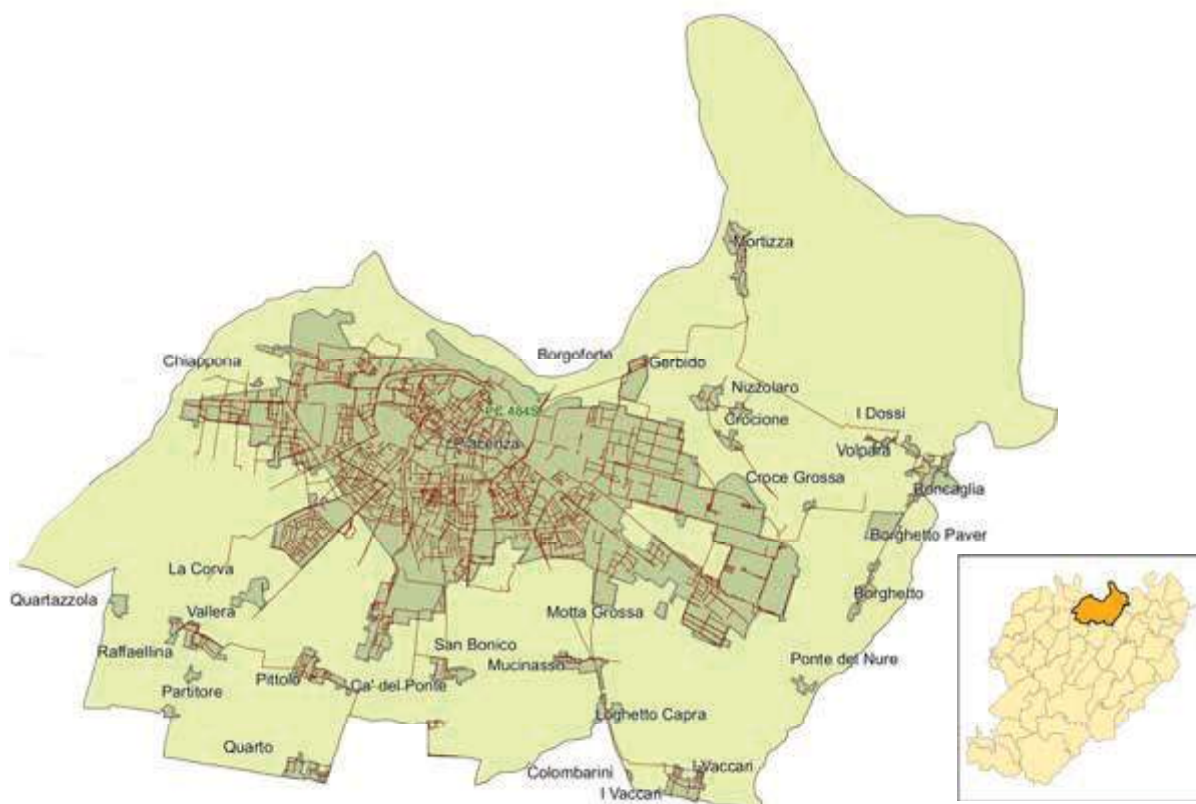 Mortizza
Borgoforte
Gerbido
Chiappona
Nizzolaro
Crocione
I Dossi
Piacenza
Volpara
Croce Grossa
Roncaglia
Borghetto Paver
La Corva
Quartazzola
Vallera
Motta Grossa
Borghetto
San Bonico
Raffaellina
Mucinasso
Ponte del Nure
Pittolo
Ca' del Ponte
Partitore
Loghetto Capra
Quarto
Colombarini
I Vaccari
I Vaccari